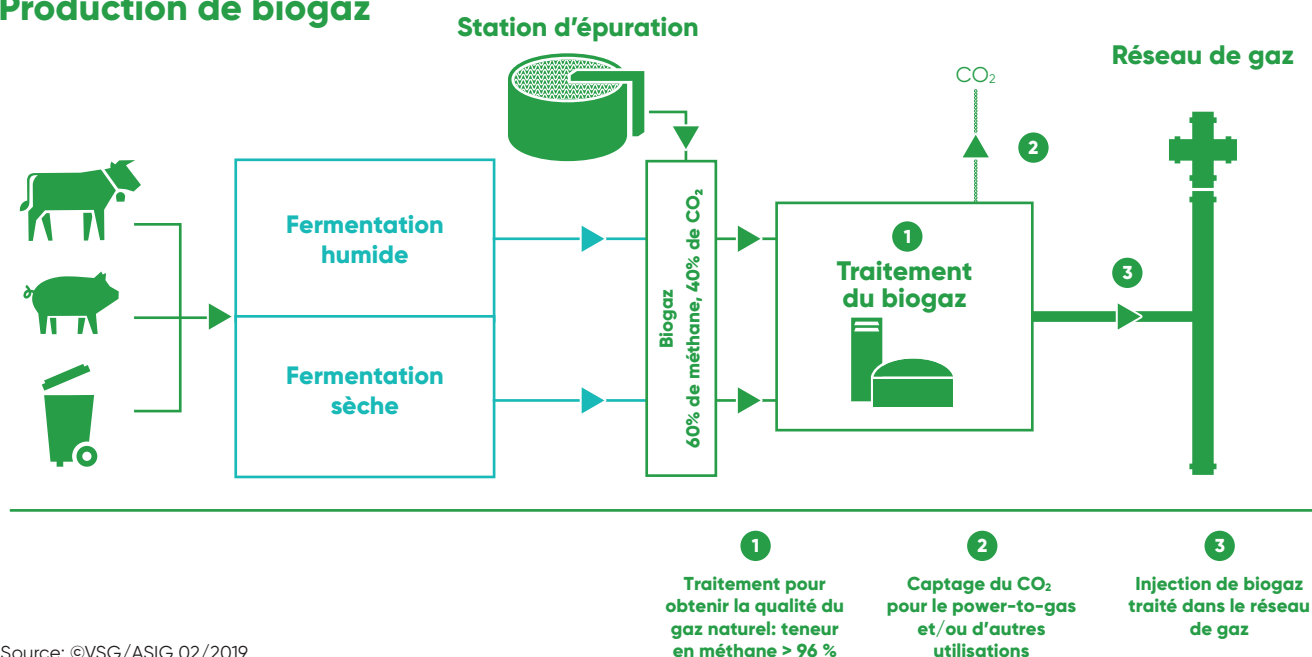 Production de biogaz
Station d'épuration
Réseau de gaz
CO₂
2
Fermentation
humide
Fermentation
sèche
Biogaz
60% de méthane, 40% de CO₂
1
Traitement
du biogaz
3
1
Traitement pour
obtenir la qualité du
gaz naturel: teneur
en méthane > 96 %
2
Captage du CO₂
pour le power-to-gas
et/ou d'autres
utilisations
3
Injection de biogaz
traité dans le réseau
de gaz
Source: ©VSG/ASIG 02/2019